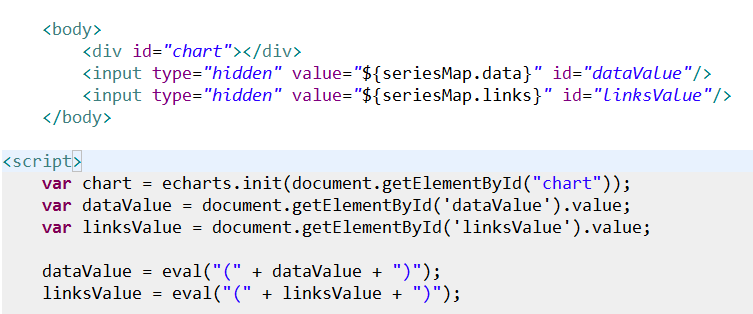 <body>
<div id="chart"></div>
<input type="hidden" value="${seriesMap.data}" id="dataValue"/>
<input type="hidden" value="${seriesMap.links}" id="linksValue"/>
</body>
<script>
var chart = echarts.init(document.getElementById("chart"));
var dataValue = document.getElementById('dataValue').value;
var linksValue = document.getElementById('linksValue').value;
dataValue = eval("(" + dataValue + ")");
linksValue = eval("(" + linksValue + ")");